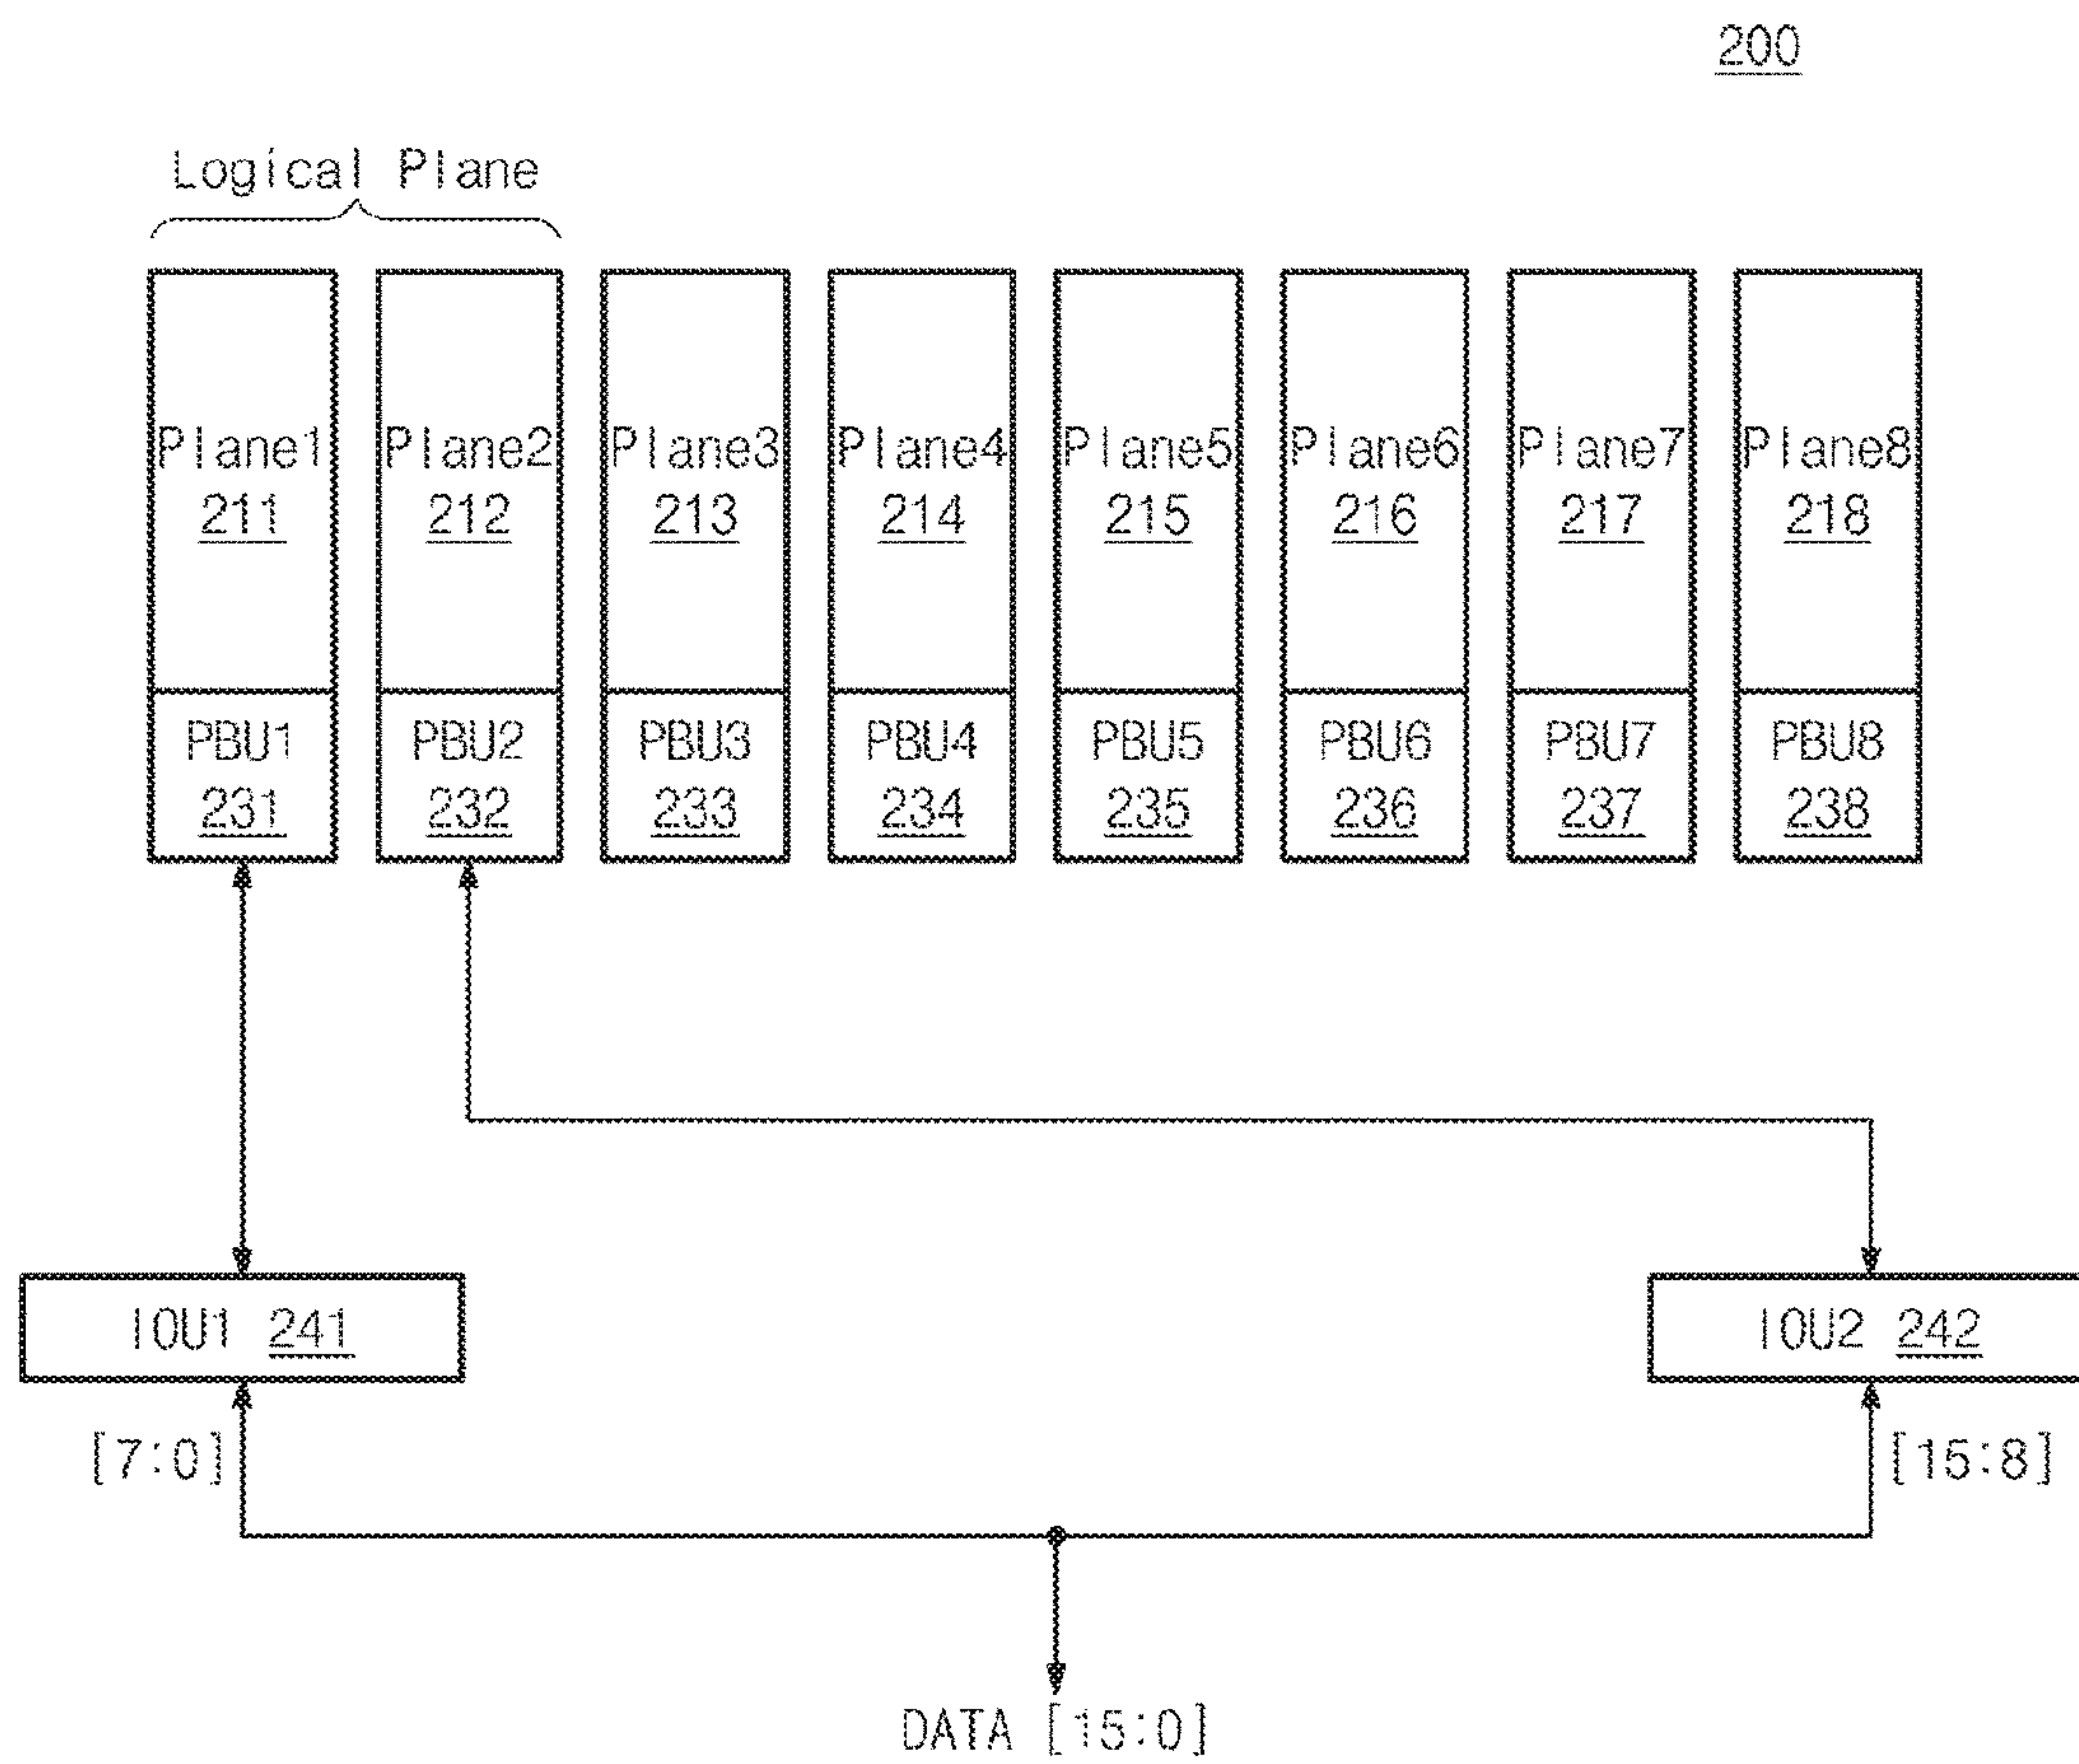 200
Logical Plane
Plane1 Plane2 Plane3 Plane4 Plane5 Plane6 Plane7 Plane8
211 212 213 214 215 216 217 218
PBU1 PBU2 PBU3 PBU4 PBU5 PBU6 PBU7 PBU8
231 232 233 234 235 236 237 238
IOU1 241 IOU2 242
[7:0] [15:8]
DATA [15:0]